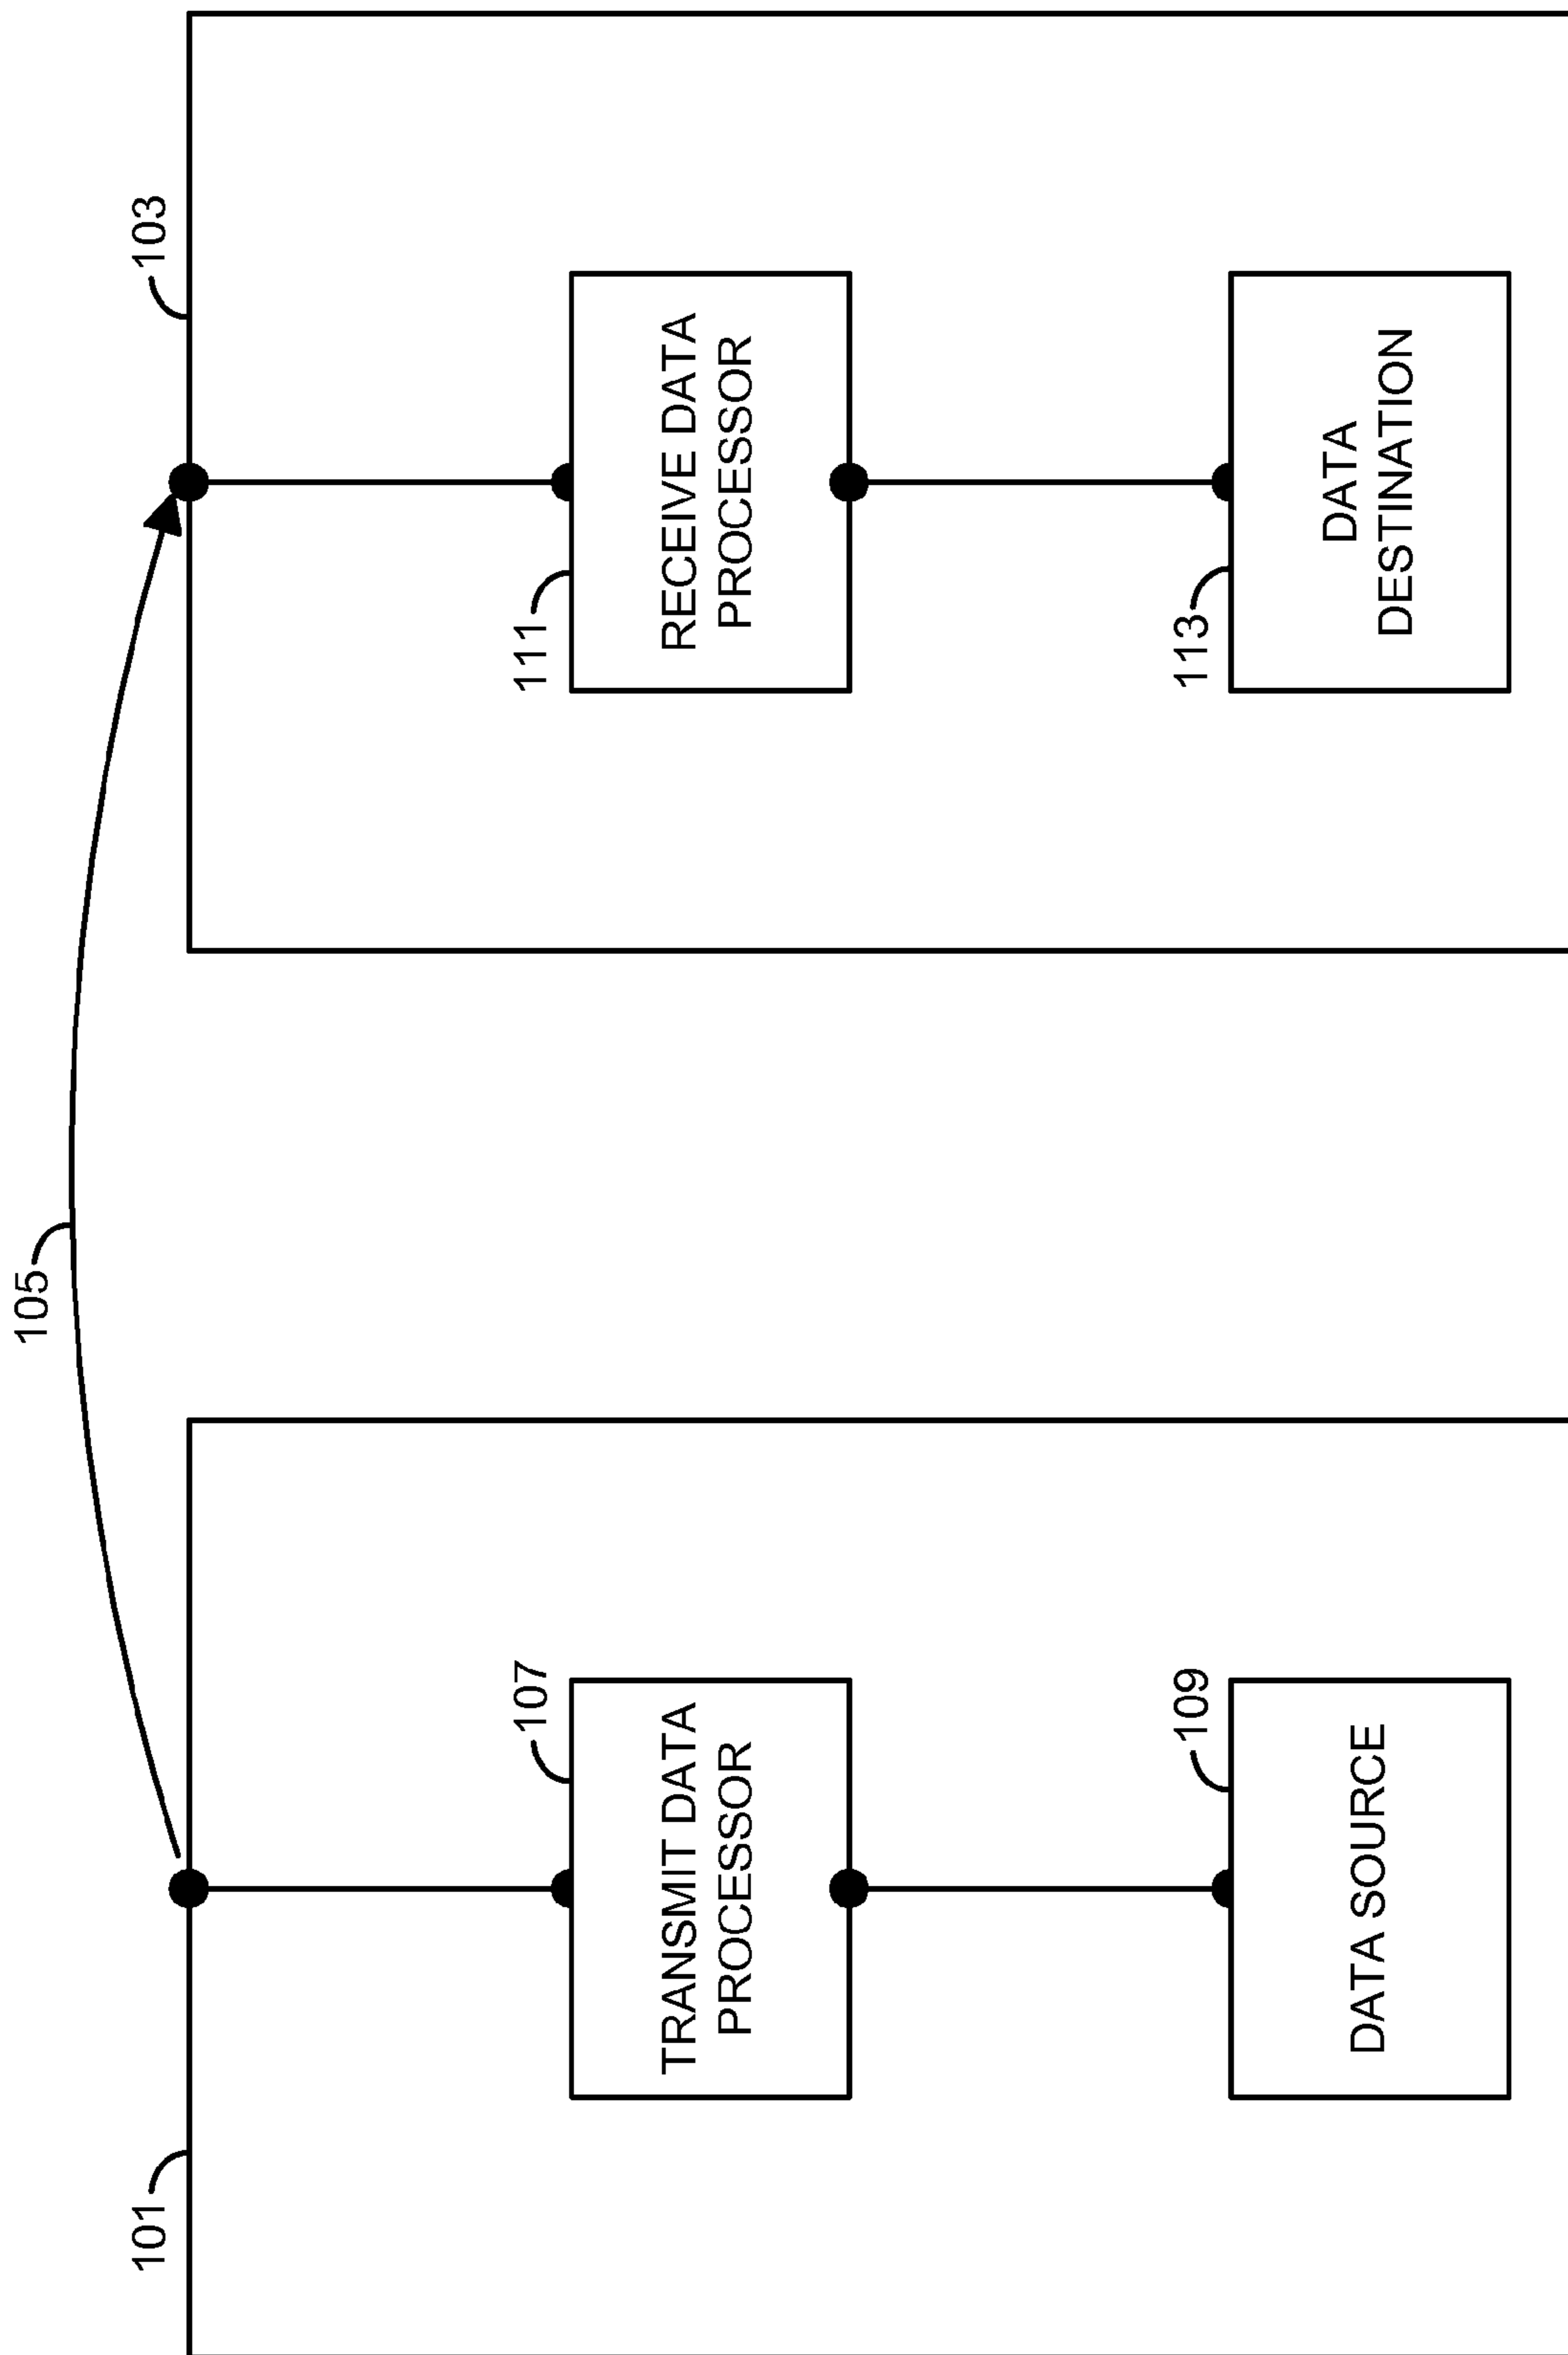 105
101
103
107
TRANSMIT DATA
PROCESSOR
111
RECEIVE DATA
PROCESSOR
109
DATA SOURCE
113
DATA
DESTINATION